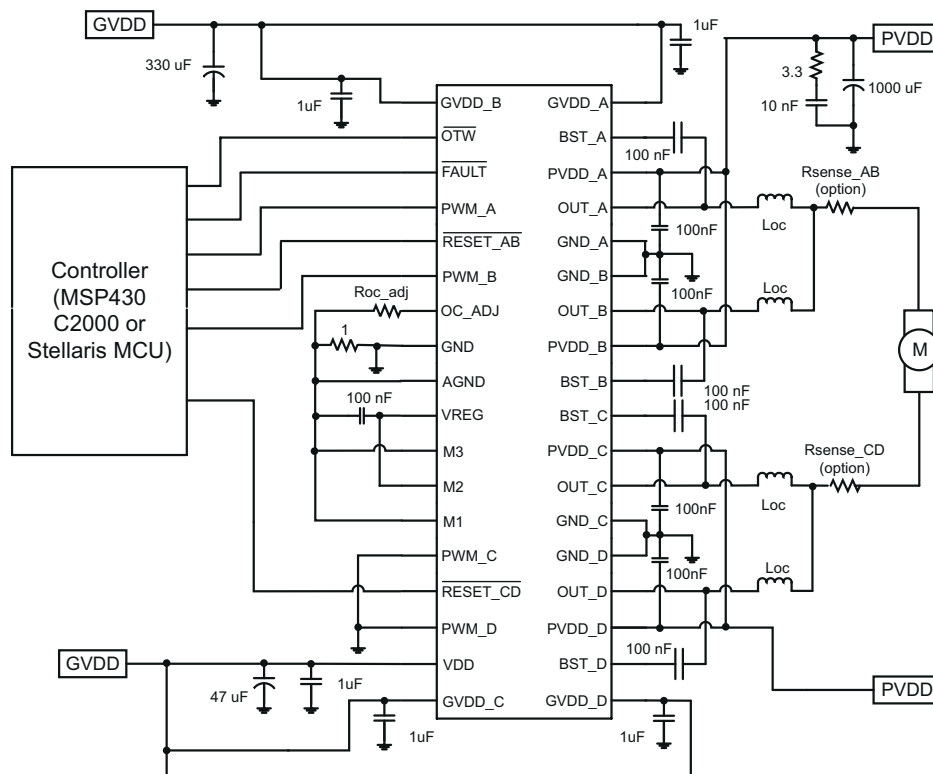 GVDD
330 uF
1uF
1uF
PVDD
3.3
10 nF
1000 uF
GVDD_B
GVDD_A
OTW
BST_A
100 nF
FAULT
PVDD_A
Rsense_AB
(option)
PWM_A
OUT_A
Loc
100nF
RESET_AB
GND_A
Controller
(MSP430
C2000 or
Stellaris MCU)
PWM_B
GND_B
100nF
Roc_adj
OC_ADJ
OUT_B
Loc
1
GND
PVDD_B
M
AGND
BST_B
100 nF
100 nF
100 nF
VREG
BST_C
M3
PVDD_C
Rsense_CD
(option)
M2
OUT_C
Loc
100nF
M1
GND_C
PWM_C
GND_D
100nF
Loc
RESET_CD
OUT_D
PWM_D
PVDD_D
100 nF
GVDD
VDD
BST_D
47 uF
1uF
PVDD
GVDD_C
GVDD_D
1uF
1uF